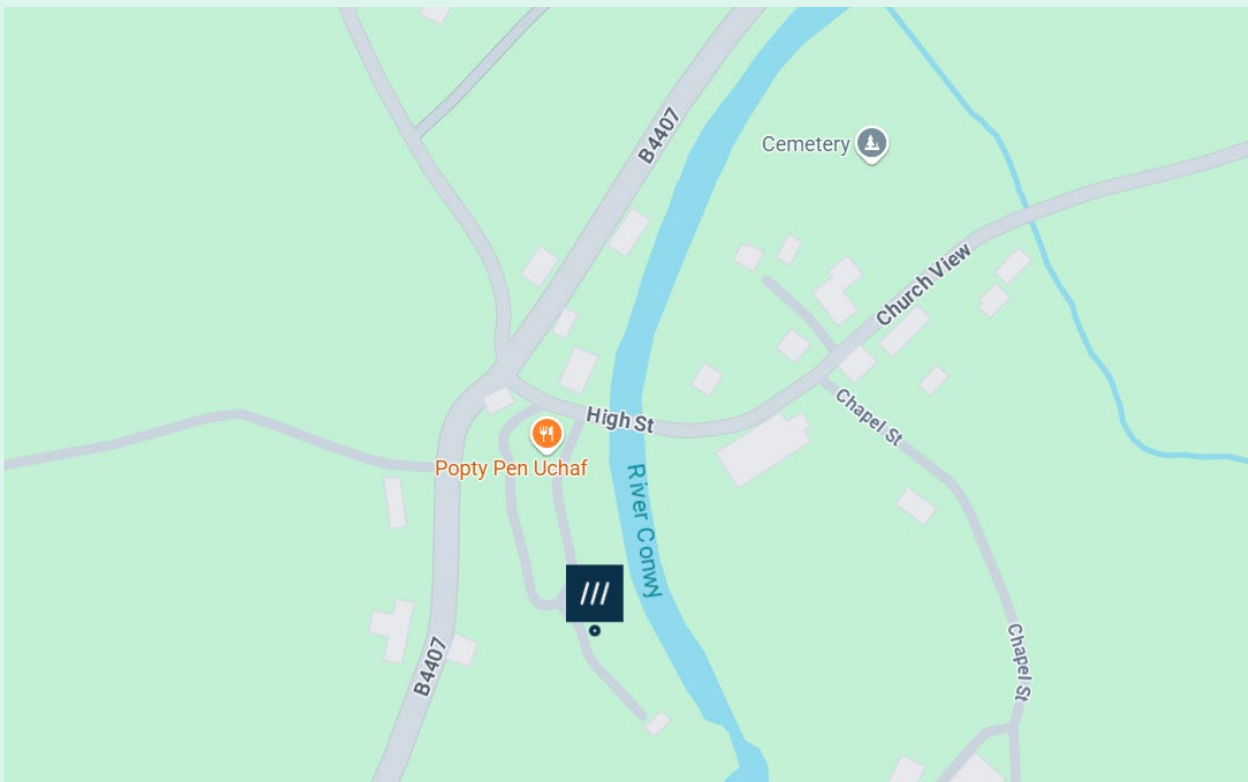 B4407
Cemetery
Church View
High St
Chapel St
Popty Pen Uchaf
River Conwy
///
B4407
Chapel St